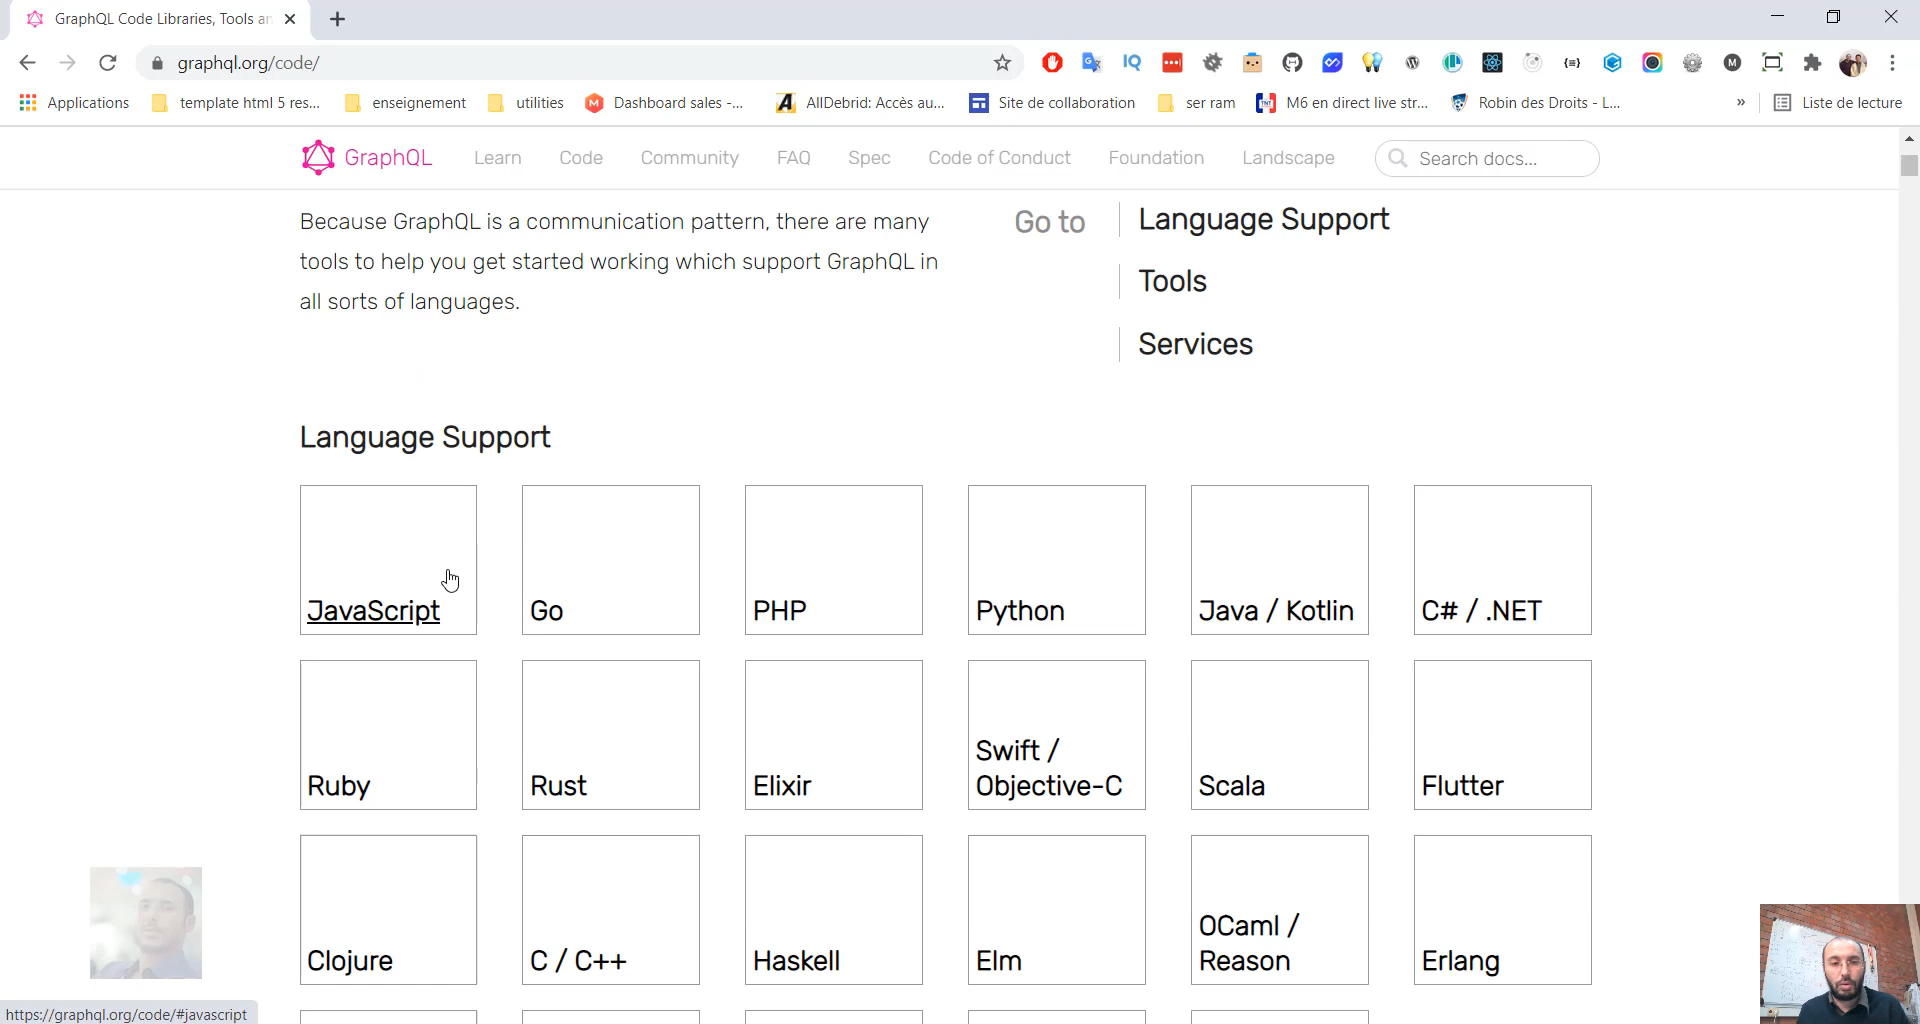 GraphQL Code Libraries, Tools an
graphql.org/code/
Applications template html 5 res... enseignement utilities Dashboard sales -... AllDebrid: Accès au... Site de collaboration ser ram M6 en direct live str... Robin des Droits - L... » Liste de lecture
GraphQL Learn Code Community FAQ Spec Code of Conduct Foundation Landscape Search docs...
Because GraphQL is a communication pattern, there are many
tools to help you get started working which support GraphQL in
all sorts of languages.
Go to Language Support
Tools
Services
Language Support
JavaScript Go PHP Python Java / Kotlin C# / .NET
Ruby Rust Elixir Swift / Objective-C Scala Flutter
Clojure C / C++ Haskell Elm OCaml / Reason Erlang
https://graphql.org/code/#javascript